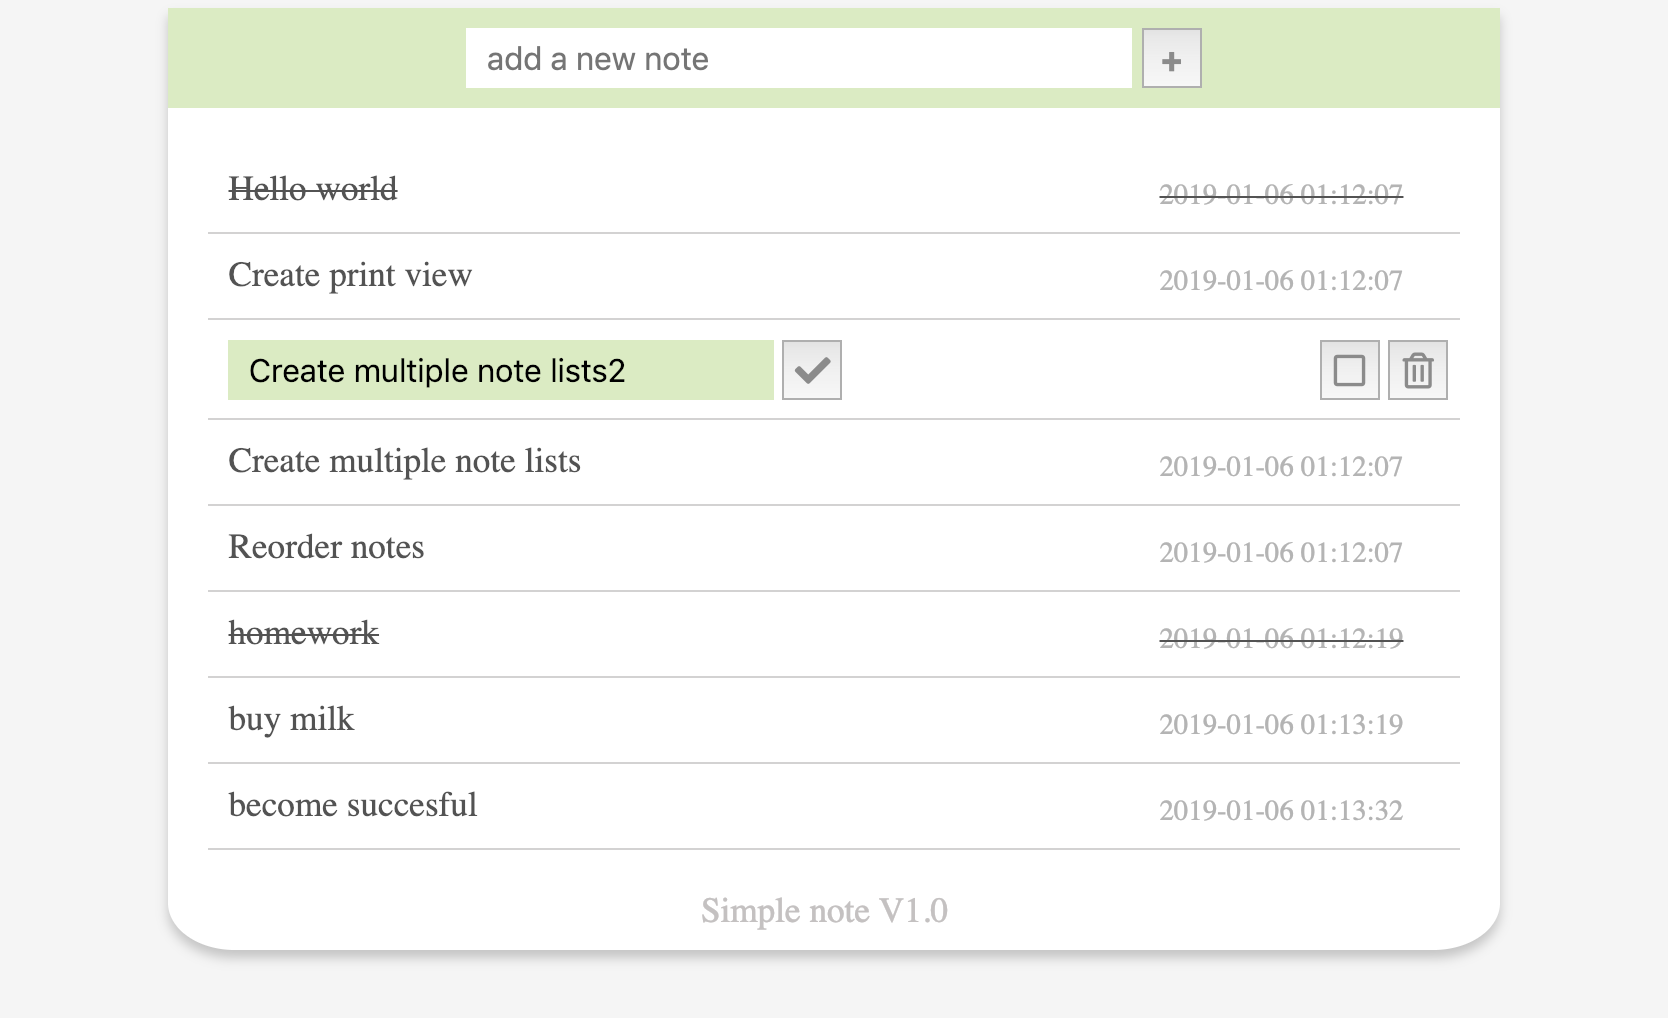 add a new note +
Hello world 2019-01-06 01:12:07
Create print view 2019-01-06 01:12:07
Create multiple note lists2
Create multiple note lists 2019-01-06 01:12:07
Reorder notes 2019-01-06 01:12:07
homework 2019-01-06 01:12:19
buy milk 2019-01-06 01:13:19
become succesful 2019-01-06 01:13:32
Simple note V1.0